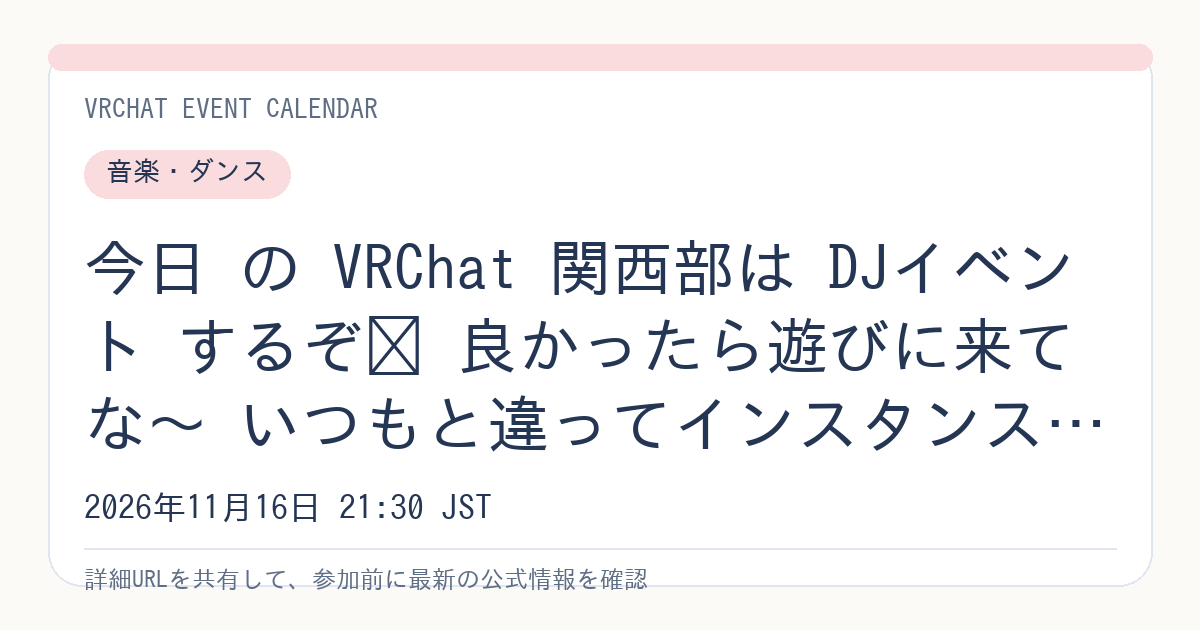 VRCHAT EVENT CALENDAR
音楽・ダンス
今日 の VRChat 関西部は DJイベン
ト するぞ 良かったら遊びに来て
な～ いつもと違ってインスタンス…
2026年11月16日 21:30 JST
詳細URLを共有して、参加前に最新の公式情報を確認